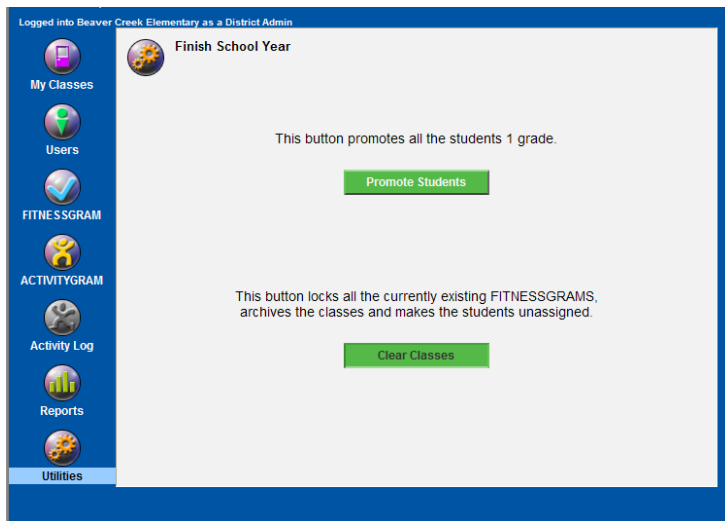 Logged into Beaver Creek Elementary as a District Admin
Finish School Year
My Classes
Users
FITNESSGRAM
ACTIVITYGRAM
Activity Log
Reports
Utilities
This button promotes all the students 1 grade.
Promote Students
This button locks all the currently existing FITNESSGRAMS,
archives the classes and makes the students unassigned.
Clear Classes